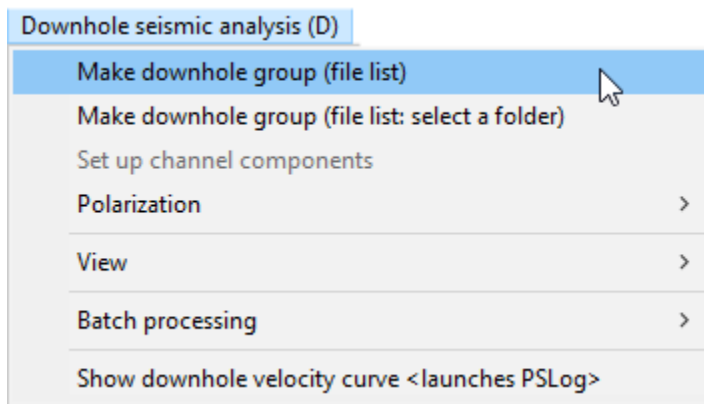 Downhole seismic analysis (D)
Make downhole group (file list)
Make downhole group (file list: select a folder)
Set up channel components
Polarization
View
Batch processing
Show downhole velocity curve <launches PSLog>